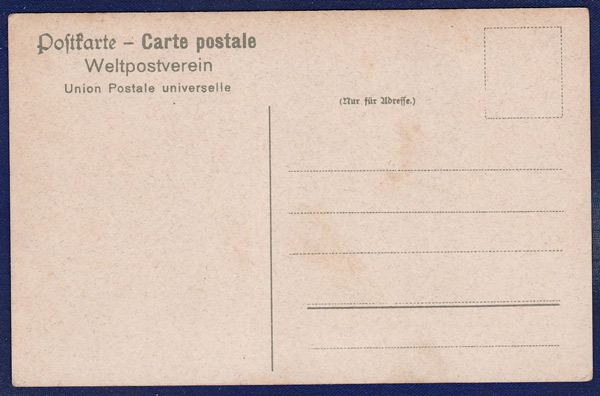 Postkarte – Carte postale
Weltpostverein
Union Postale universelle
(Nur für Adresse.)